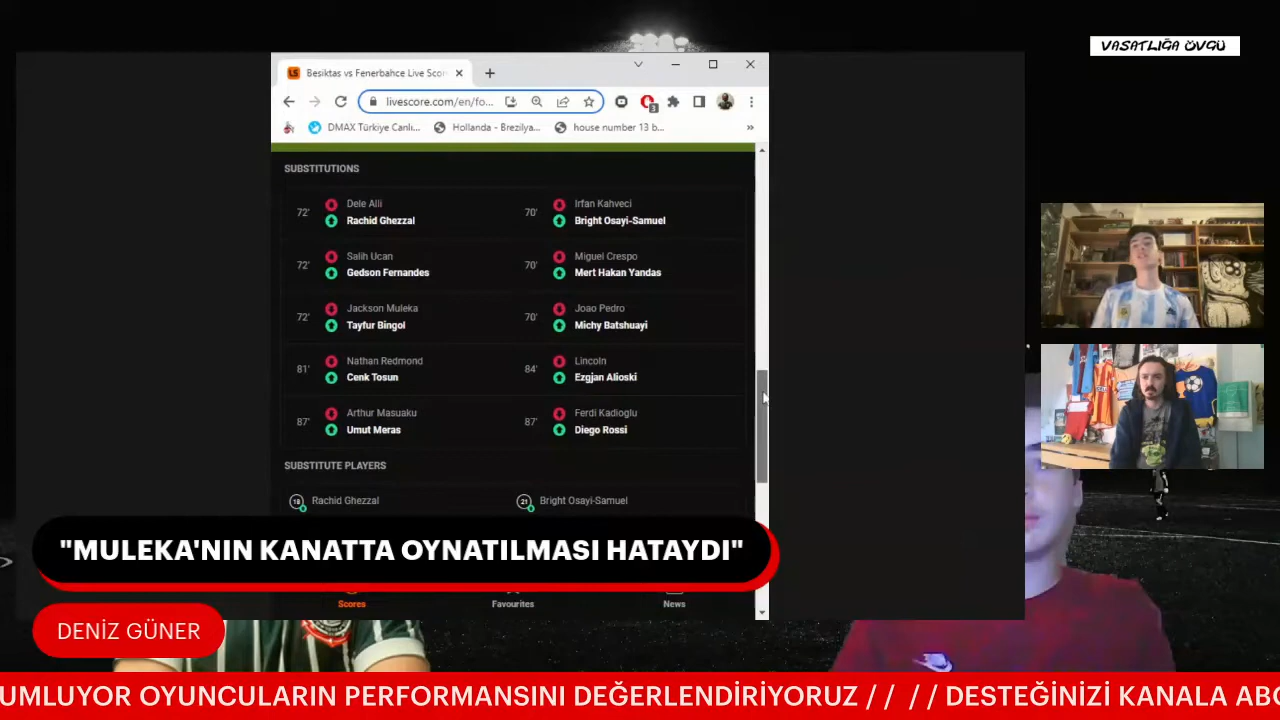 VASATLIĞA ÖVGÜ
Besiktas vs Fenerbahce Live Scor
livescore.com/en/fo...
3
DMAX Türkiye Canlı...
Hollanda - Brezilya...
house number 13 b...
»
SUBSTITUTIONS
72' Dele Alli
Rachid Ghezzal
70' Irfan Kahveci
Bright Osayi-Samuel
72' Salih Ucan
Gedson Fernandes
70' Miguel Crespo
Mert Hakan Yandas
72' Jackson Muleka
Tayfur Bingol
70' Joao Pedro
Michy Batshuayi
81' Nathan Redmond
Cenk Tosun
84' Lincoln
Ezgjan Alioski
87' Arthur Masuaku
Umut Meras
87' Ferdi Kadioglu
Diego Rossi
SUBSTITUTE PLAYERS
18 Rachid Ghezzal
21 Bright Osayi-Samuel
"MULEKA'NIN KANATTA OYNATILMASI HATAYDI"
Scores
Favourites
News
DENİZ GÜNER
UMLUYOR OYUNCULARIN PERFORMANSINI DEĞERLENDİRİYORUZ // // DESTEĞİNİZİ KANALA ABO